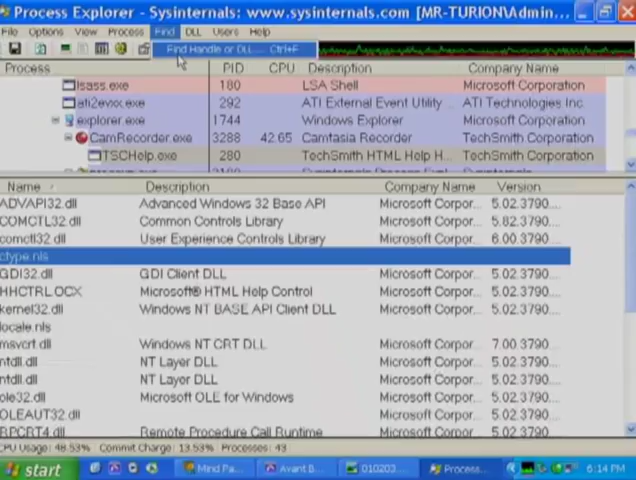 Process Explorer - Sysinternals: www.sysinternals.com [MR-TURION\Admin...
File Options View Process Find DLL Users Help
Find Handle or DLL... Ctrl+F
Process PID CPU Description Company Name
lsass.exe 180 LSA Shell Microsoft Corporation
ati2evxx.exe 292 ATI External Event Utility ... ATI Technologies Inc.
explorer.exe 1744 Windows Explorer Microsoft Corporation
CamRecorder.exe 3288 42.65 Camtasia Recorder TechSmith Corporation
TSCHelp.exe 280 TechSmith HTML Help H... TechSmith Corporation
Name Description Company Name Version
ADVAPI32.dll Advanced Windows 32 Base API Microsoft Corpor... 5.02.3790....
COMCTL32.dll Common Controls Library Microsoft Corpor... 5.82.3790....
comctl32.dll User Experience Controls Library Microsoft Corpor... 6.00.3790....
ctype.nls
GDI32.dll GDI Client DLL Microsoft Corpor... 5.02.3790....
HHCTRL.OCX Microsoft® HTML Help Control Microsoft Corpor... 5.02.3790....
kernel32.dll Windows NT BASE API Client DLL Microsoft Corpor... 5.02.3790....
locale.nls
msvcrt.dll Windows NT CRT DLL Microsoft Corpor... 7.00.3790....
ntdll.dll NT Layer DLL Microsoft Corpor... 5.02.3790....
ntdll.dll NT Layer DLL Microsoft Corpor... 5.02.3790....
ole32.dll Microsoft OLE for Windows Microsoft Corpor... 5.02.3790....
OLEAUT32.dll Microsoft Corpor... 5.02.3790....
RPCRT4.dll Remote Procedure Call Runtime Microsoft Corpor... 5.02.3790....
CPU Usage: 48.53% Commit Charge: 13.53% Processes: 43
start Mind Pa... Avant B... 010203... Process... 6:14 PM